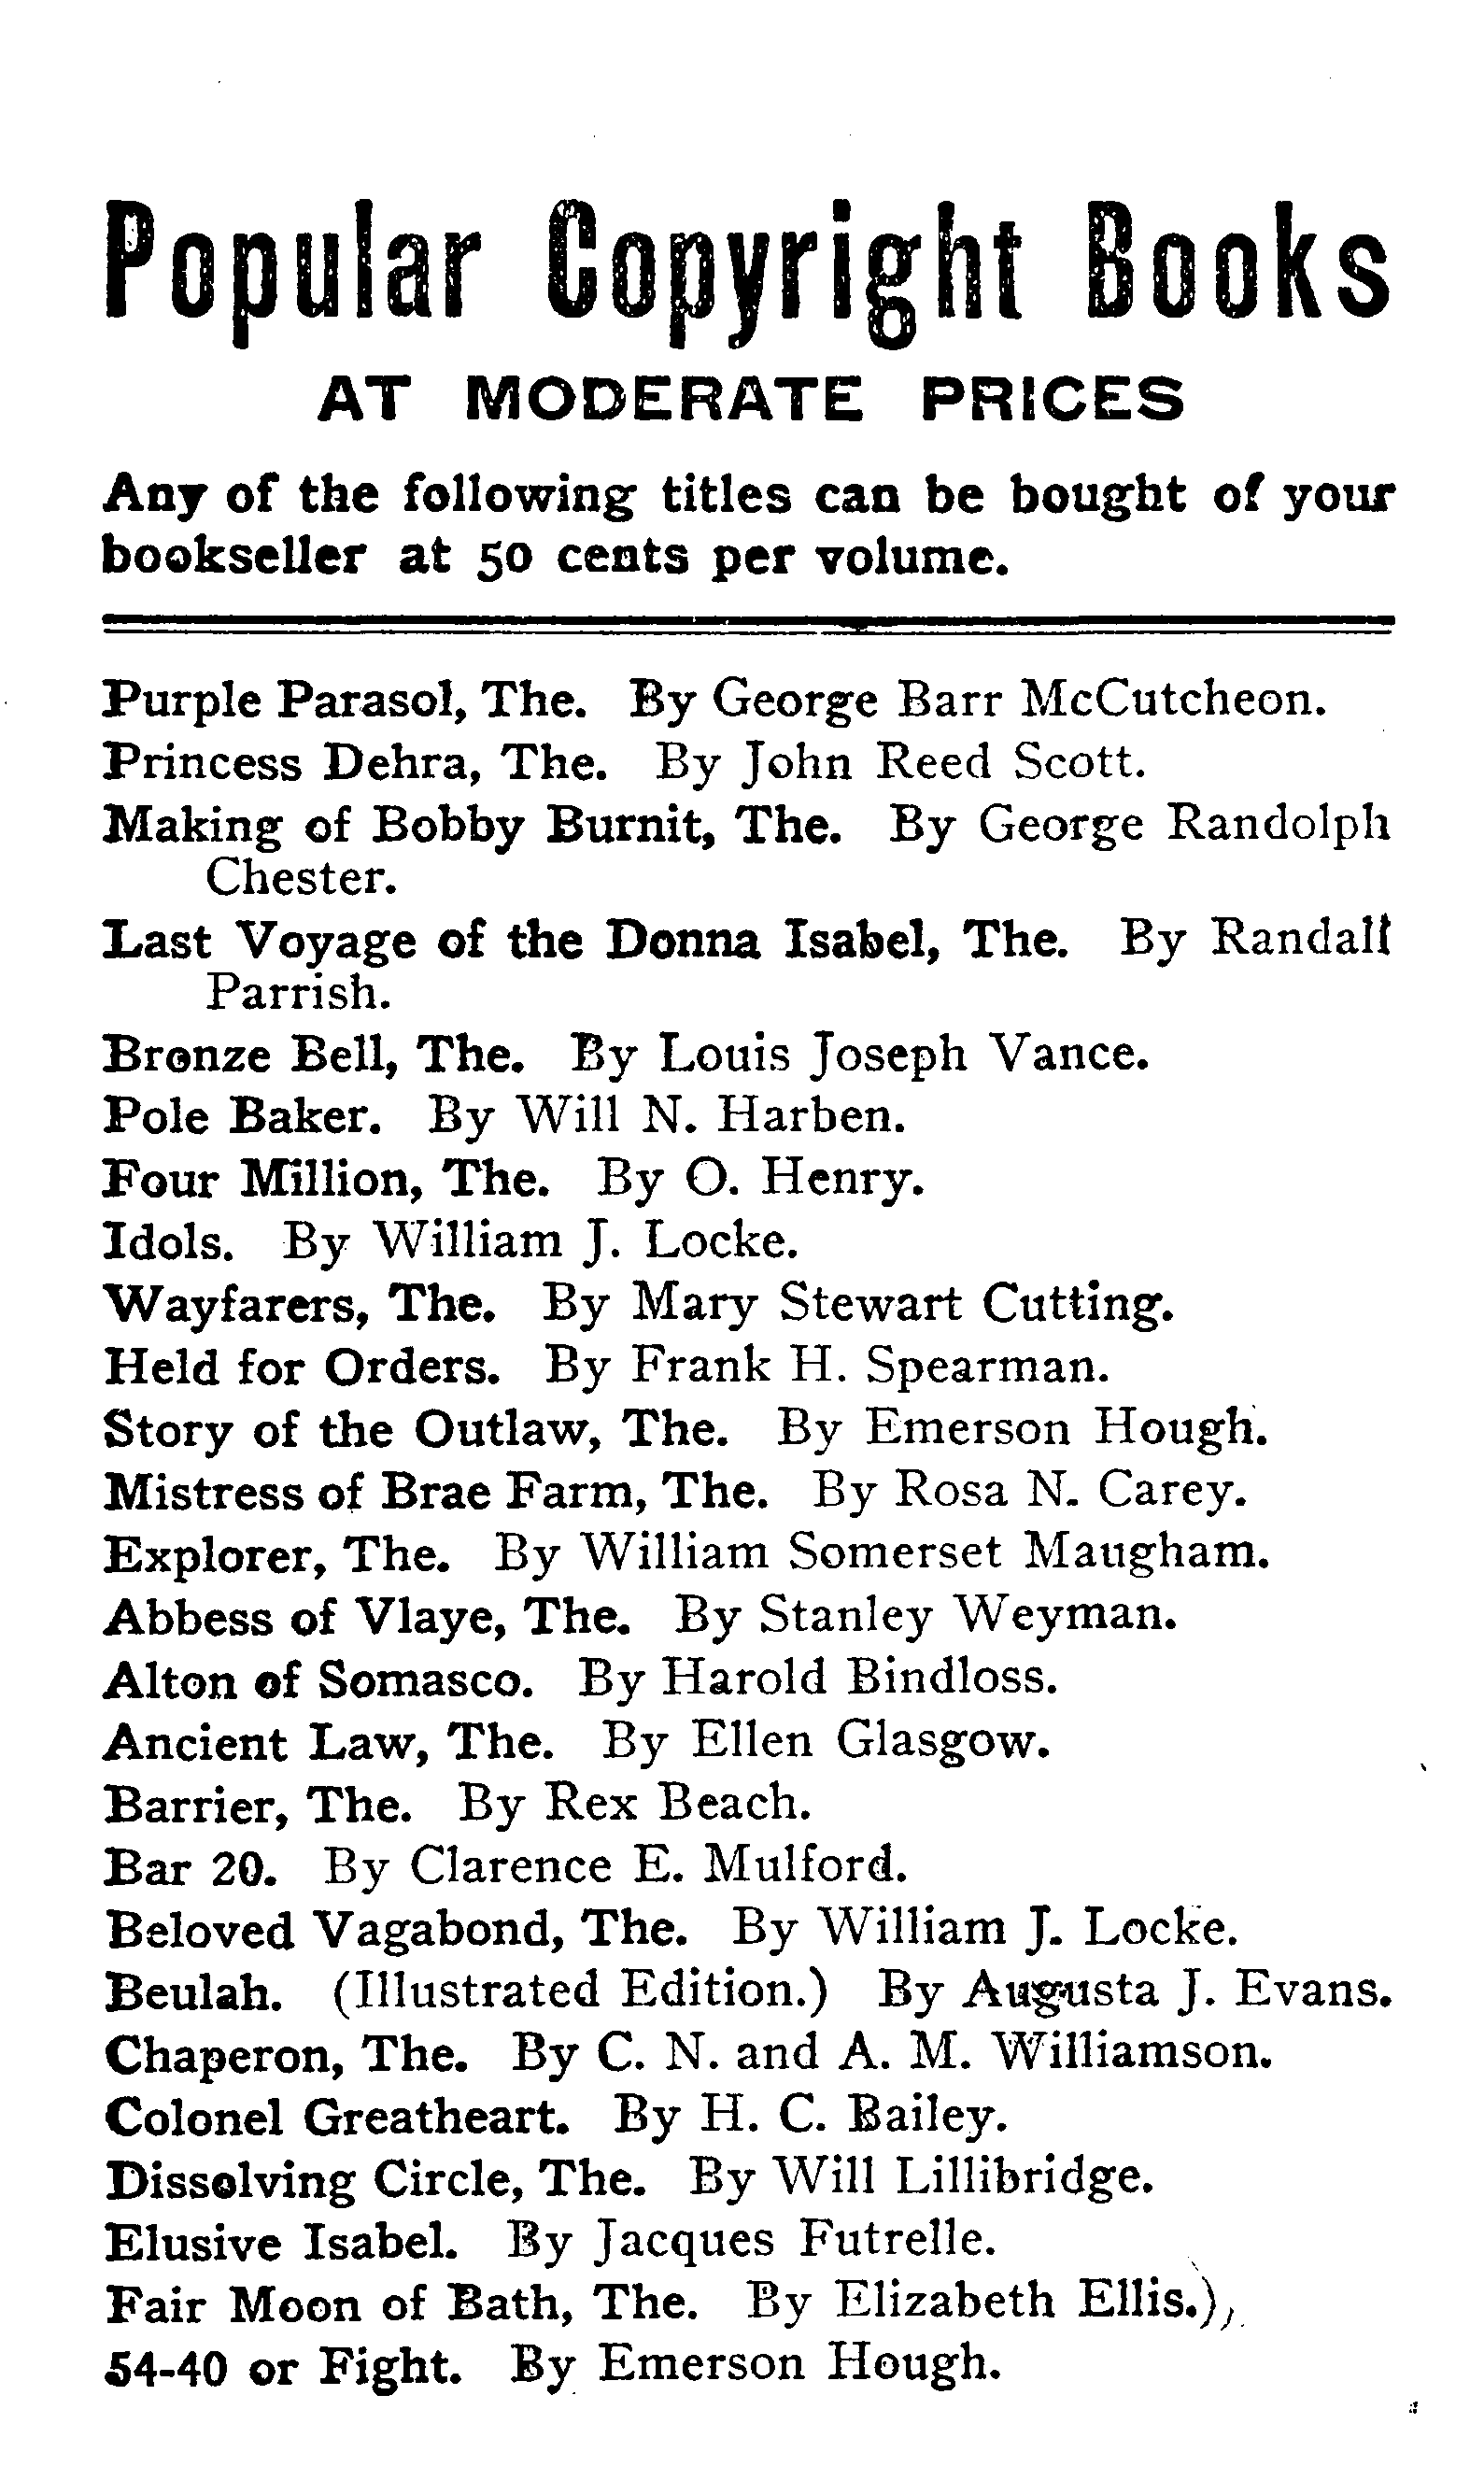 Popular Copyright Books
AT MODERATE PRICES
Any of the following titles can be bought of your
bookseller at 50 cents per volume.
Purple Parasol, The. By George Barr McCutcheon.
Princess Dehra, The. By John Reed Scott.
Making of Bobby Burnit, The. By George Randolph
Chester.
Last Voyage of the Donna Isabel, The. By Randall
Parrish.
Bronze Bell, The. By Louis Joseph Vance.
Pole Baker. By Will N. Harben.
Four Million, The. By O. Henry.
Idols. By William J. Locke.
Wayfarers, The. By Mary Stewart Cutting.
Held for Orders. By Frank H. Spearman.
Story of the Outlaw, The. By Emerson Hough.
Mistress of Brae Farm, The. By Rosa N. Carey.
Explorer, The. By William Somerset Maugham.
Abbess of Vlaye, The. By Stanley Weyman.
Alton of Somasco. By Harold Bindloss.
Ancient Law, The. By Ellen Glasgow.
Barrier, The. By Rex Beach.
Bar 20. By Clarence E. Mulford.
Beloved Vagabond, The. By William J. Locke.
Beulah. (Illustrated Edition.) By Augusta J. Evans.
Chaperon, The. By C. N. and A. M. Williamson.
Colonel Greatheart. By H. C. Bailey.
Dissolving Circle, The. By Will Lillibridge.
Elusive Isabel. By Jacques Futrelle.
Fair Moon of Bath, The. By Elizabeth Ellis.
54-40 or Fight. By Emerson Hough.